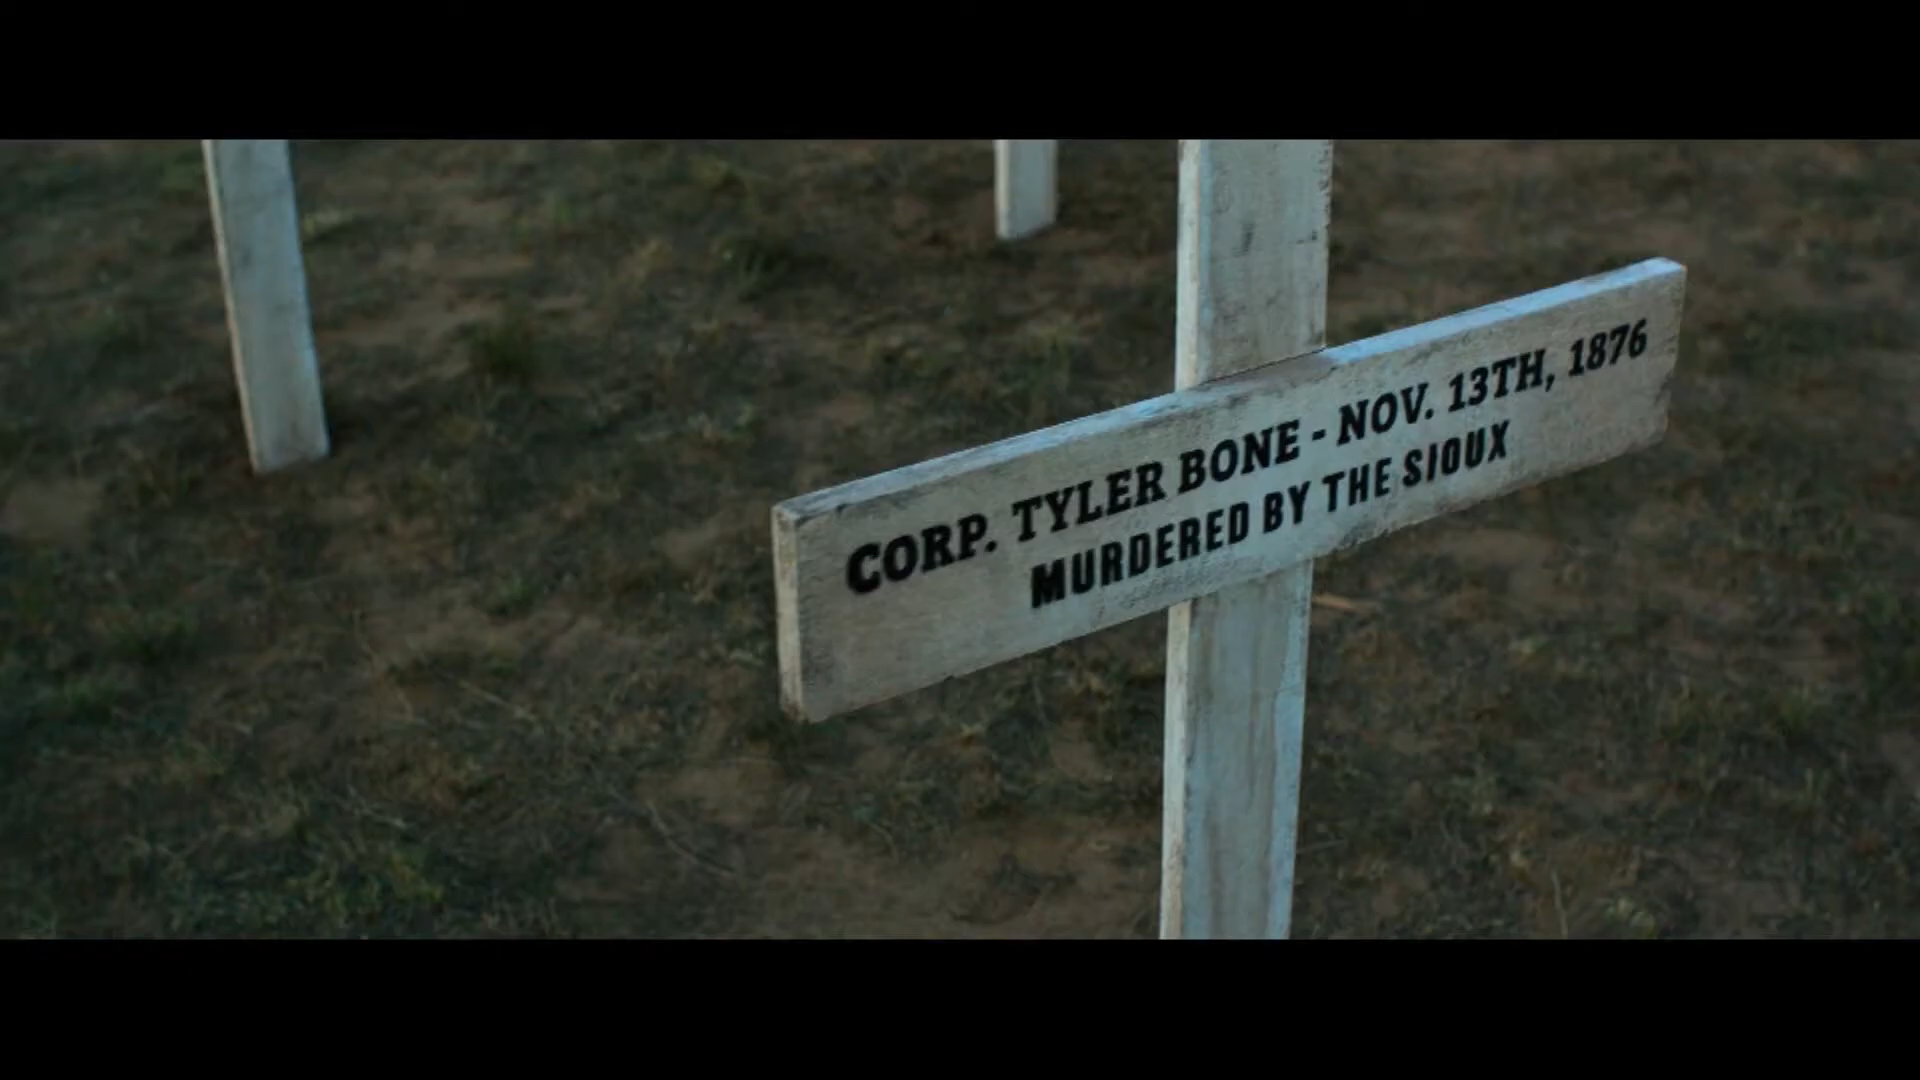 CORP. TYLER BONE - NOV. 13TH, 1876
MURDERED BY THE SIOUX